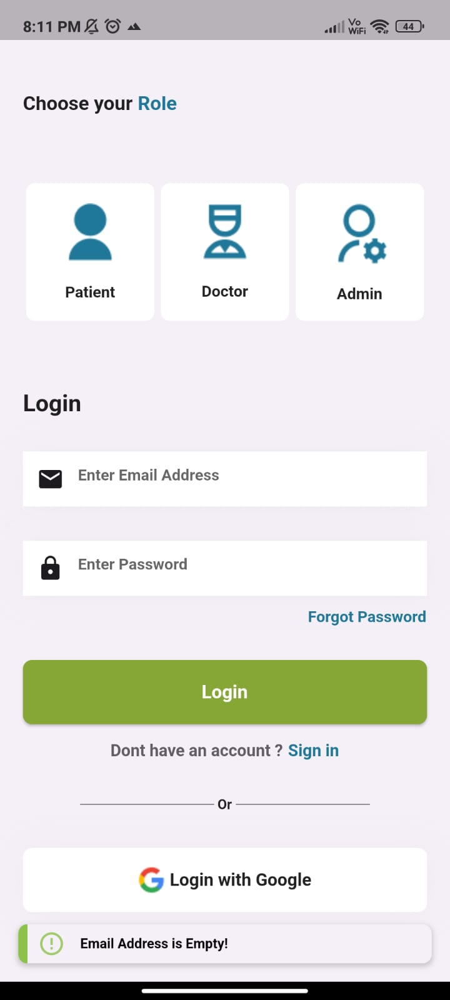 8:11 PM
Vo
WiFi
44
Choose your Role
Patient
Doctor
Admin
Login
Enter Email Address
Enter Password
Forgot Password
Login
Dont have an account ? Sign in
Or
Login with Google
Email Address is Empty!